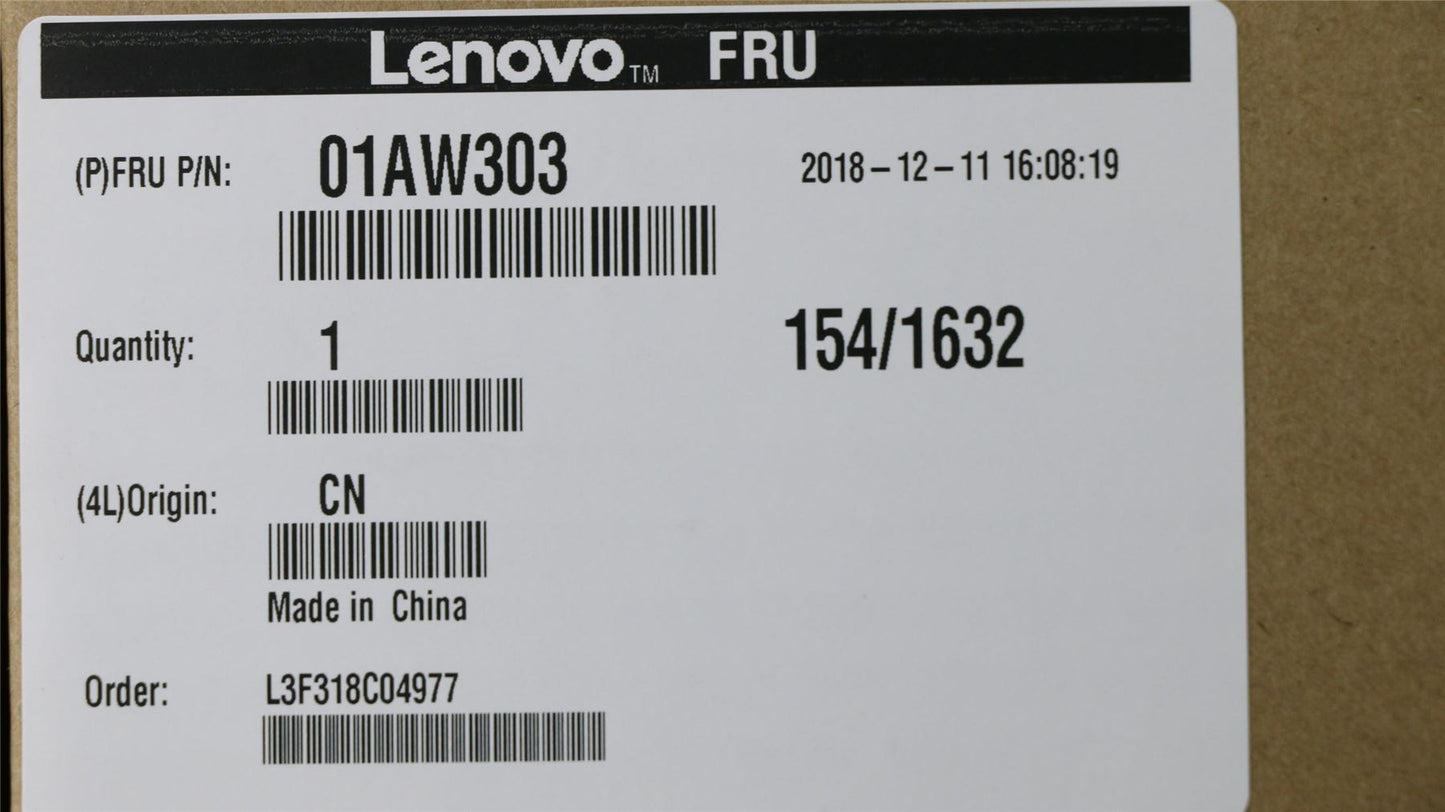 Lenovo™ FRU
(P)FRU P/N: 01AW303 2018-12-11 16:08:19
Quantity: 1 154/1632
(4L)Origin: CN
Made in China
Order: L3F318C04977